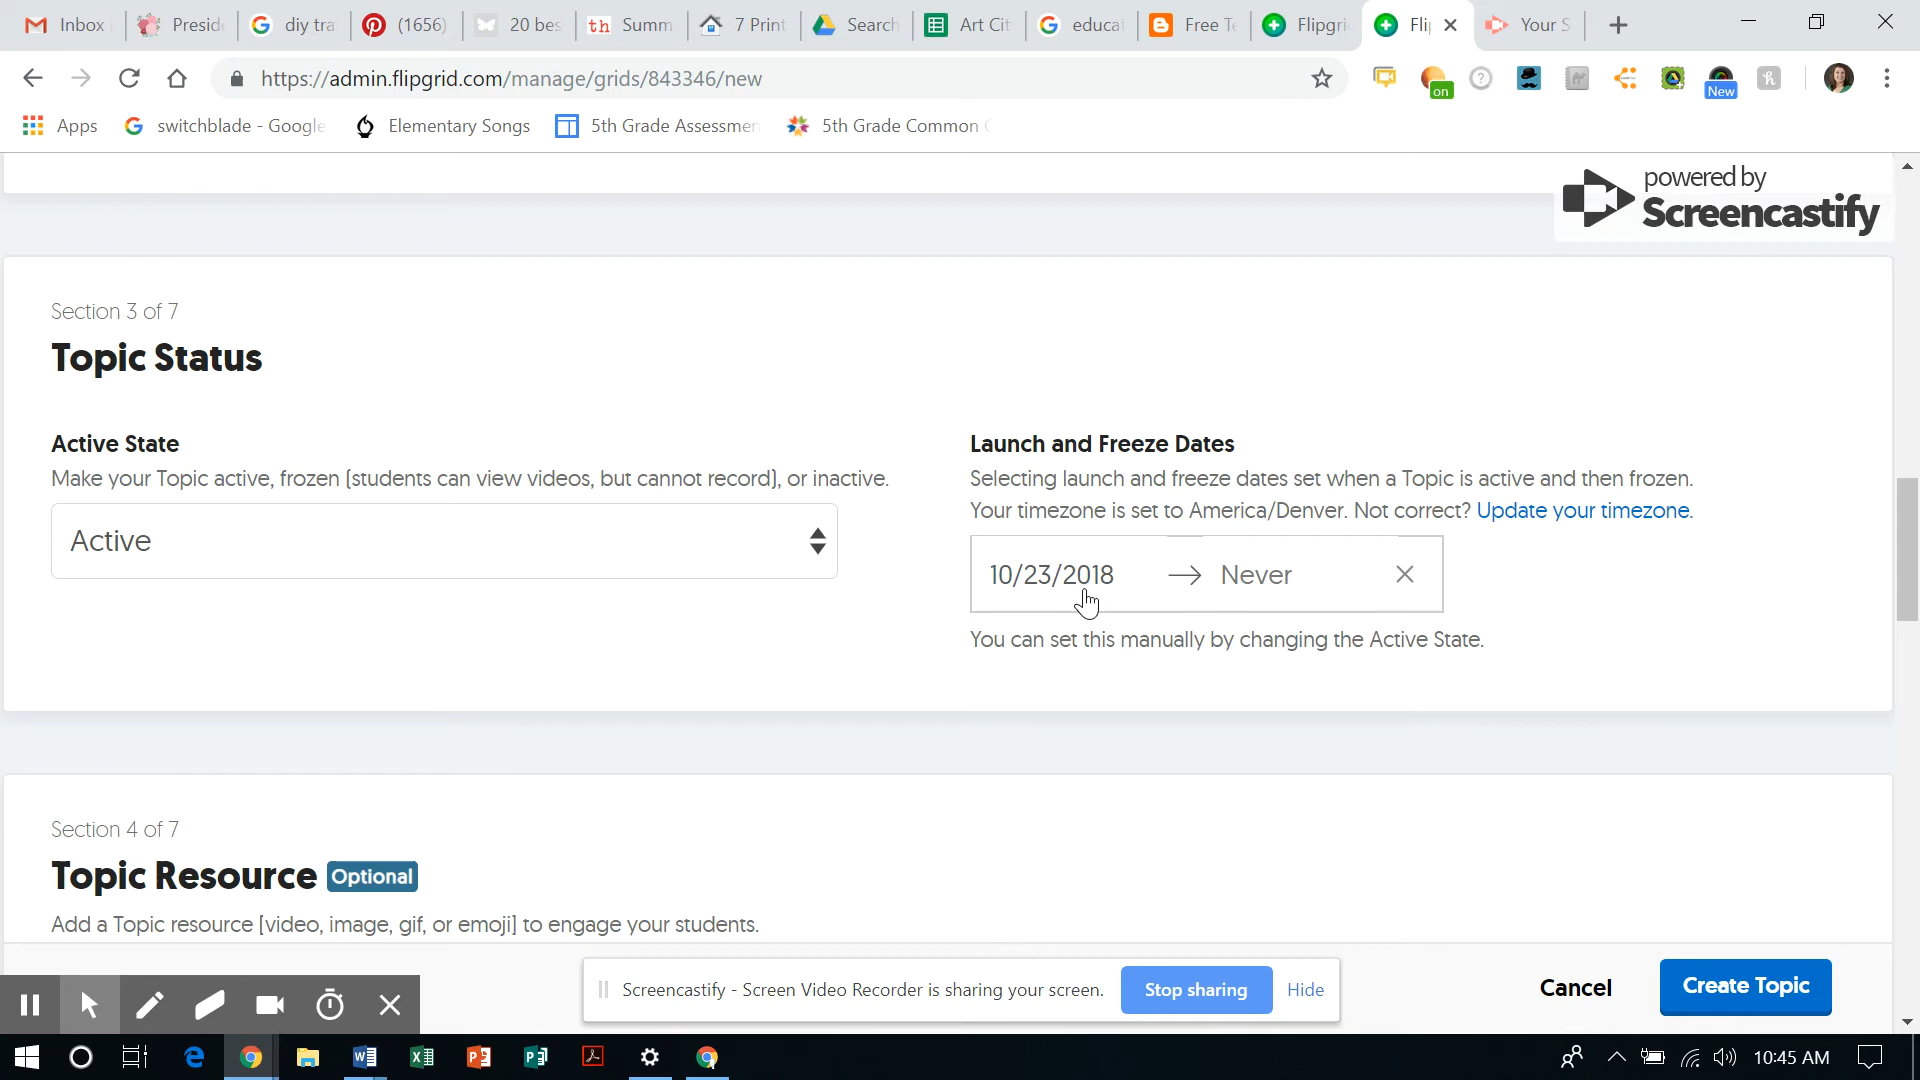 Inbox
Presid
diy tra
(1656)
20 bes
Summ
7 Print
Search
Art Cit
educat
Free Te
Flipgri
Flip
Your S
https://admin.flipgrid.com/manage/grids/843346/new
on
New
Apps
switchblade - Google
Elementary Songs
5th Grade Assessmen
5th Grade Common C
powered by
Screencastify
Section 3 of 7
Topic Status
Active State
Make your Topic active, frozen (students can view videos, but cannot record), or inactive.
Active
Launch and Freeze Dates
Selecting launch and freeze dates set when a Topic is active and then frozen.
Your timezone is set to America/Denver. Not correct? Update your timezone.
10/23/2018 → Never
You can set this manually by changing the Active State.
Section 4 of 7
Topic Resource Optional
Add a Topic resource [video, image, gif, or emoji] to engage your students.
Screencastify - Screen Video Recorder is sharing your screen.
Stop sharing
Hide
Cancel
Create Topic
10:45 AM